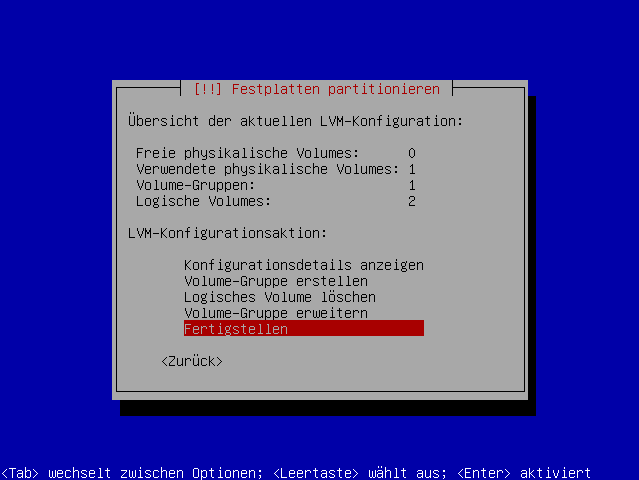 [!!] Festplatten partitionieren
Übersicht der aktuellen LVM-Konfiguration:
Freie physikalische Volumes: 0
Verwendete physikalische Volumes: 1
Volume-Gruppen: 1
Logische Volumes: 2
LVM-Konfigurationsaktion:
Konfigurationsdetails anzeigen
Volume-Gruppe erstellen
Logisches Volume löschen
Volume-Gruppe erweitern
Fertigstellen
<Zurück>
<Tab> wechselt zwischen Optionen; <Leertaste> wählt aus; <Enter> aktiviert